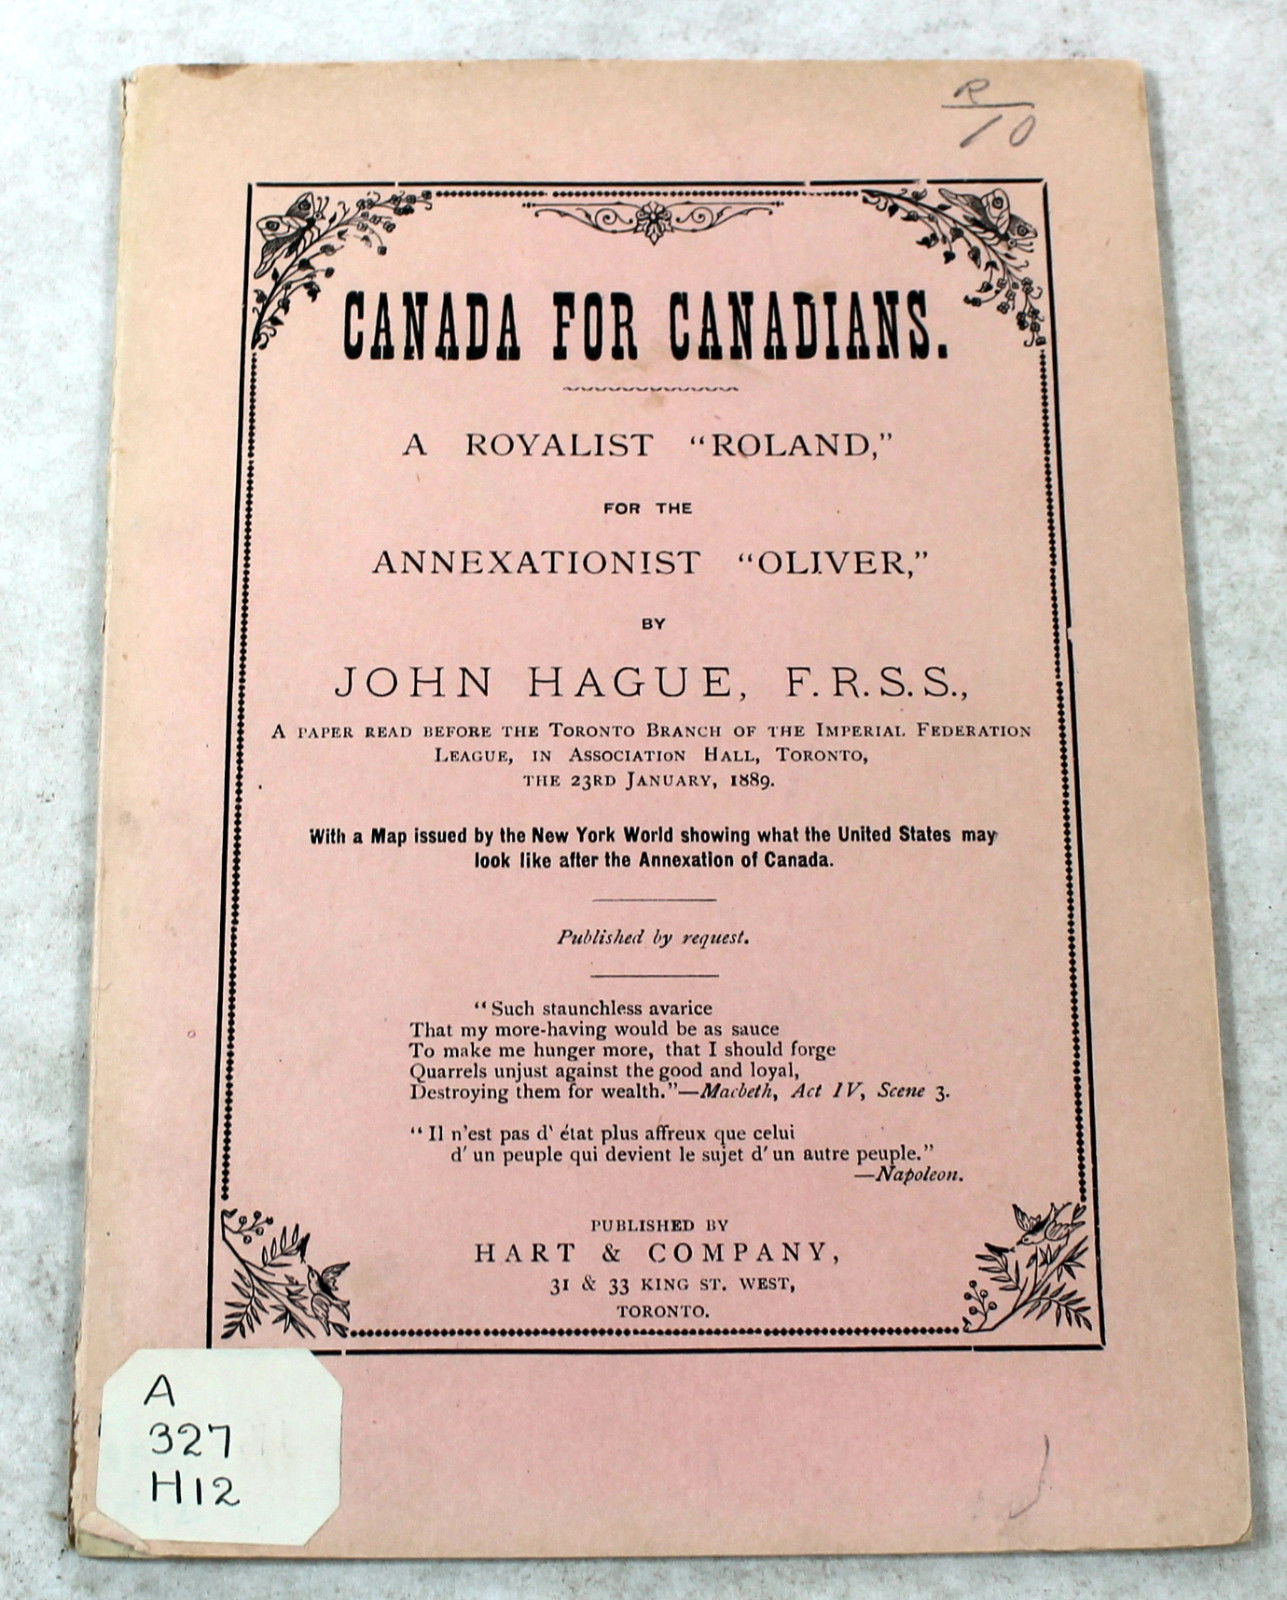 R
10
CANADA FOR CANADIANS.
A ROYALIST "ROLAND,"
FOR THE
ANNEXATIONIST "OLIVER,"
BY
JOHN HAGUE, F.R.S.S.,
A PAPER READ BEFORE THE TORONTO BRANCH OF THE IMPERIAL FEDERATION
LEAGUE, IN ASSOCIATION HALL, TORONTO,
THE 23RD JANUARY, 1889.
With a Map issued by the New York World showing what the United States may
look like after the Annexation of Canada.
Published by request.
"Such staunchless avarice
That my more-having would be as sauce
To make me hunger more, that I should forge
Quarrels unjust against the good and loyal,
Destroying them for wealth."—Macbeth, Act IV, Scene 3.
"Il n'est pas d' état plus affreux que celui
d' un peuple qui devient le sujet d' un autre peuple."
—Napoleon.
PUBLISHED BY
HART & COMPANY,
31 & 33 KING ST. WEST,
TORONTO.
A
327
H12